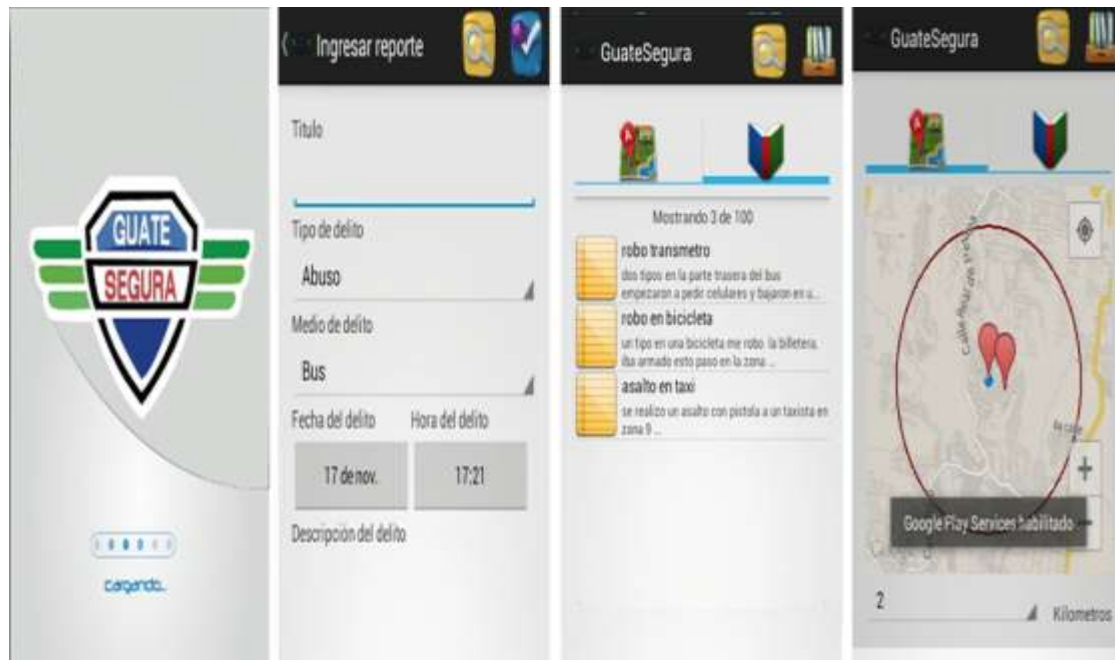 GUATE
SEGURA
cargando..
Ingresar reporte
Titulo
Tipo de delito
Abuso
Medio de delito
Bus
Fecha del delito Hora del delito
17 de nov. 17:21
Descripción del delito
GuateSegura
Mostrando 3 de 100
robo transmetro
dos tipos en la parte trasera del bus
empezaron a pedir celulares y bajaron en u...
robo en bicicleta
un tipo en una bicicleta me robo la billetera,
iba armado esto paso en la zona ...
asalto en taxi
se realizo un asalto con pistola a un taxista en
zona 9 ...
GuateSegura
A
Calle
Google Play Services habilitado
2 Kilometros